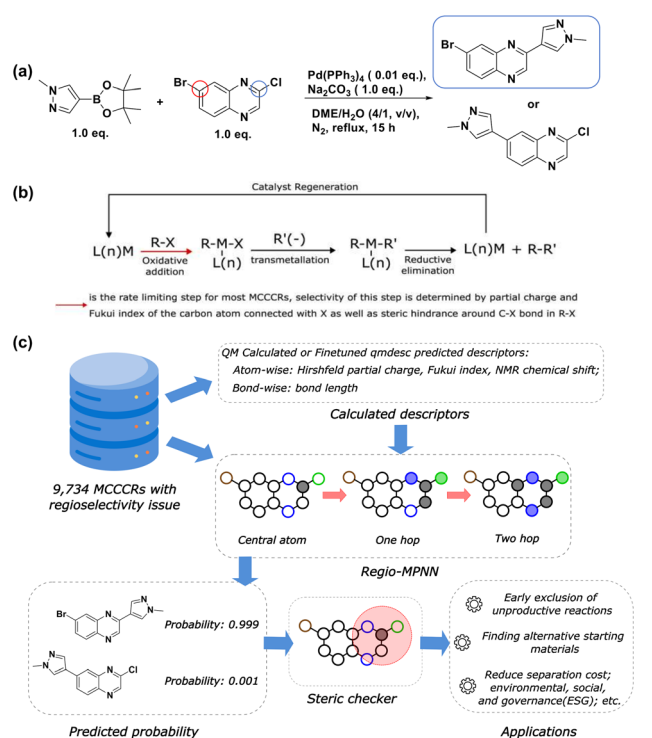 (a)
N
N
B
O
O
1.0 eq.
+
Br
N
N
Cl
1.0 eq.
Pd(PPh3)4 ( 0.01 eq.),
Na2CO3 ( 1.0 eq.)
DME/H2O (4/1, v/v),
N2, reflux, 15 h
Br
N
N
N
N
or
N
N
N
N
Cl
(b)
Catalyst Regeneration
L(n)M
R-X
Oxidative
addition
R-M-X
L(n)
R'(-)
transmetallation
R-M-R'
L(n)
Reductive
elimination
L(n)M + R-R'
is the rate limiting step for most MCCCRs, selectivity of this step is determined by partial charge and
Fukui index of the carbon atom connected with X as well as steric hindrance around C-X bond in R-X
(c)
QM Calculated or Finetuned qmdesc predicted descriptors:
Atom-wise: Hirshfeld partial charge, Fukui index, NMR chemical shift;
Bond-wise: bond length
Calculated descriptors
9,734 MCCCRs with
regioselectivity issue
Central atom
One hop
Two hop
Regio-MPNN
Br
N
N
N
N
Probability: 0.999
N
N
N
N
Cl
Probability: 0.001
Predicted probability
Steric checker
Early exclusion of
unproductive reactions
Finding alternative starting
materials
Reduce separation cost;
environmental, social,
and governance(ESG); etc.
Applications